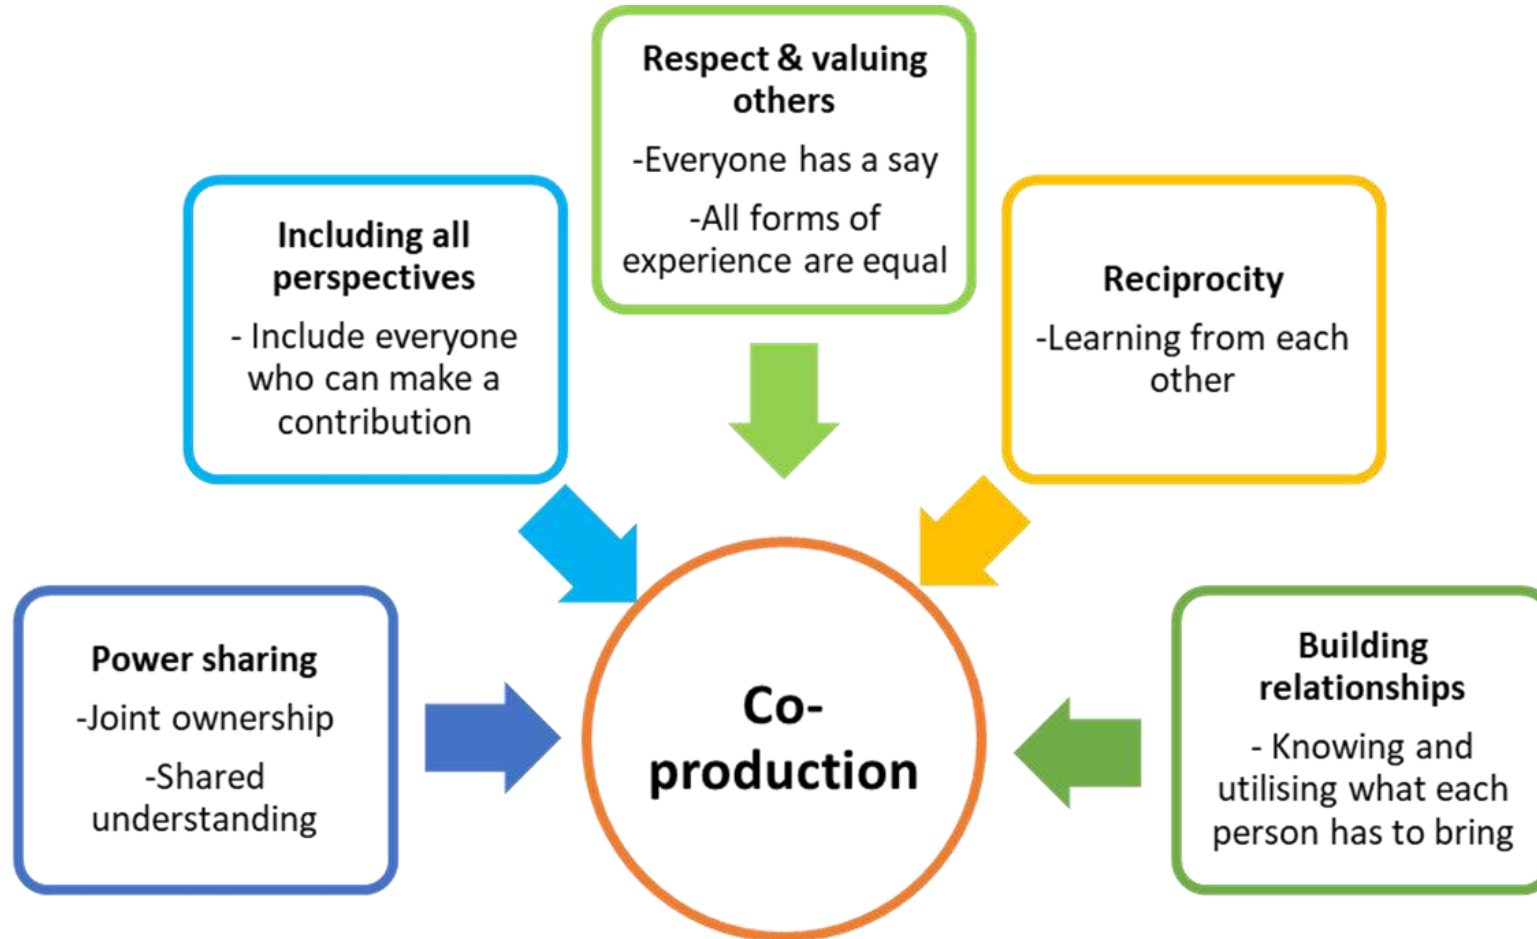 Respect & valuing
others
-Everyone has a say
-All forms of
experience are equal
Including all
perspectives
- Include everyone
who can make a
contribution
Reciprocity
-Learning from each
other
Power sharing
-Joint ownership
-Shared
understanding
Co-
production
Building
relationships
- Knowing and
utilising what each
person has to bring